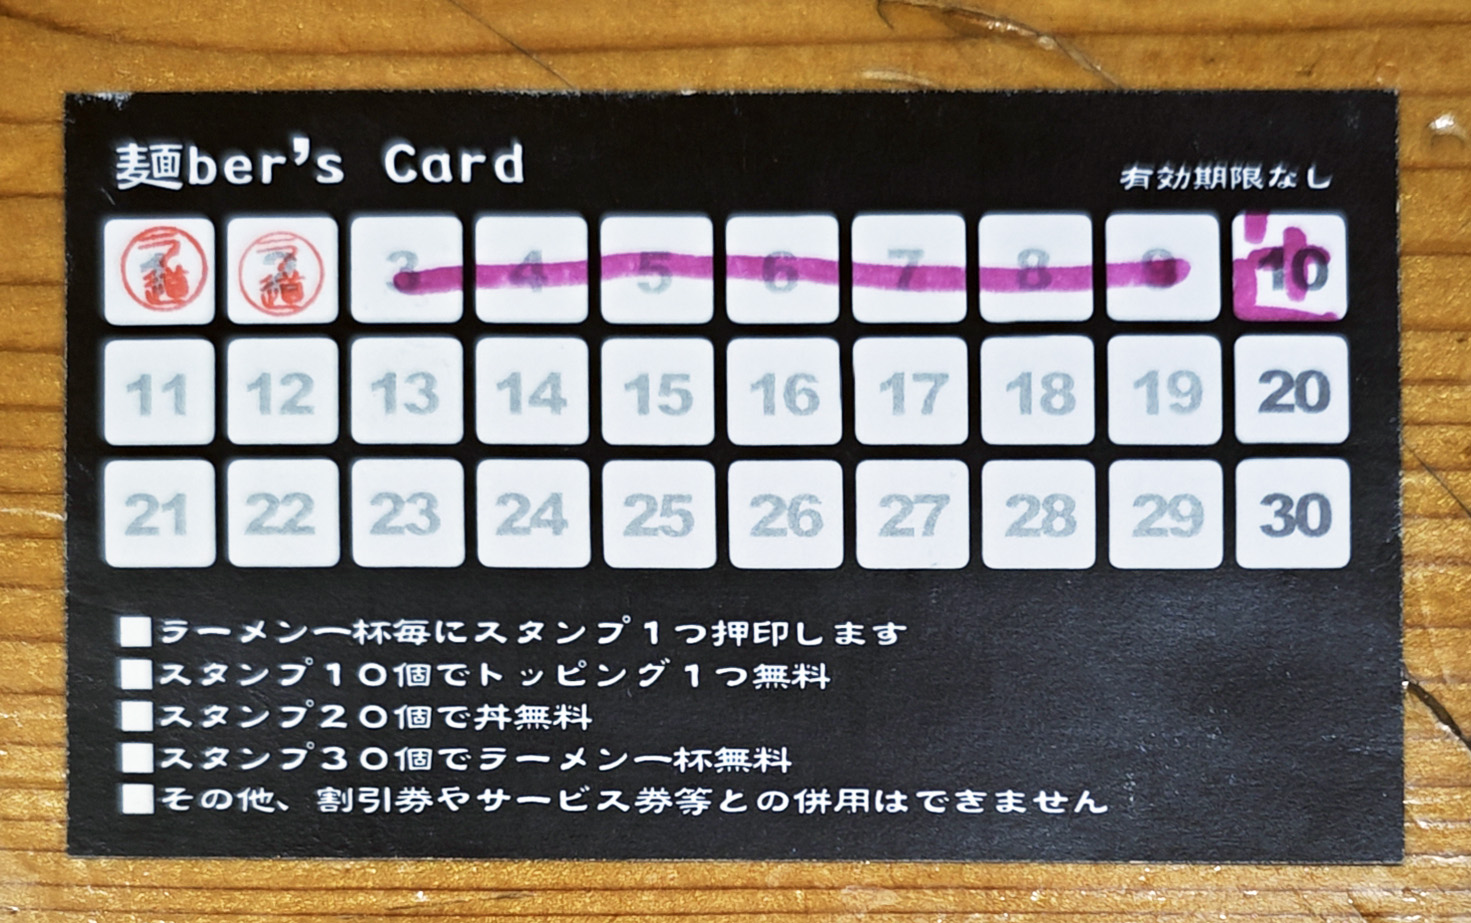 麺ber's Card
有効期限なし
3 4 5 6 7 8 9 10
11 12 13 14 15 16 17 18 19 20
21 22 23 24 25 26 27 28 29 30
■ラーメン一杯毎にスタンプ1つ押印します
■スタンプ10個でトッピング1つ無料
■スタンプ20個で丼無料
■スタンプ30個でラーメン一杯無料
■その他、割引券やサービス券等との併用はできません